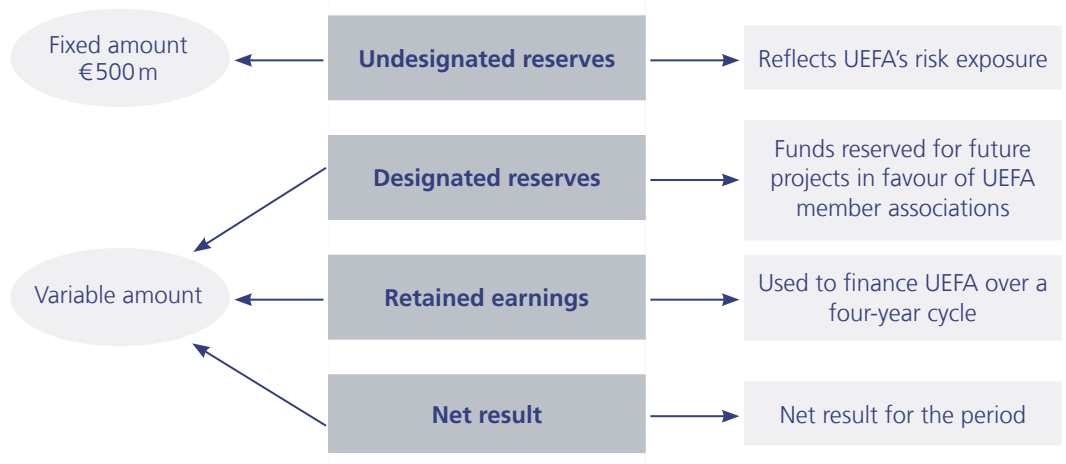 Fixed amount
€500 m
Undesignated reserves
Reflects UEFA’s risk exposure
Designated reserves
Funds reserved for future
projects in favour of UEFA
member associations
Variable amount
Retained earnings
Used to finance UEFA over a
four-year cycle
Net result
Net result for the period